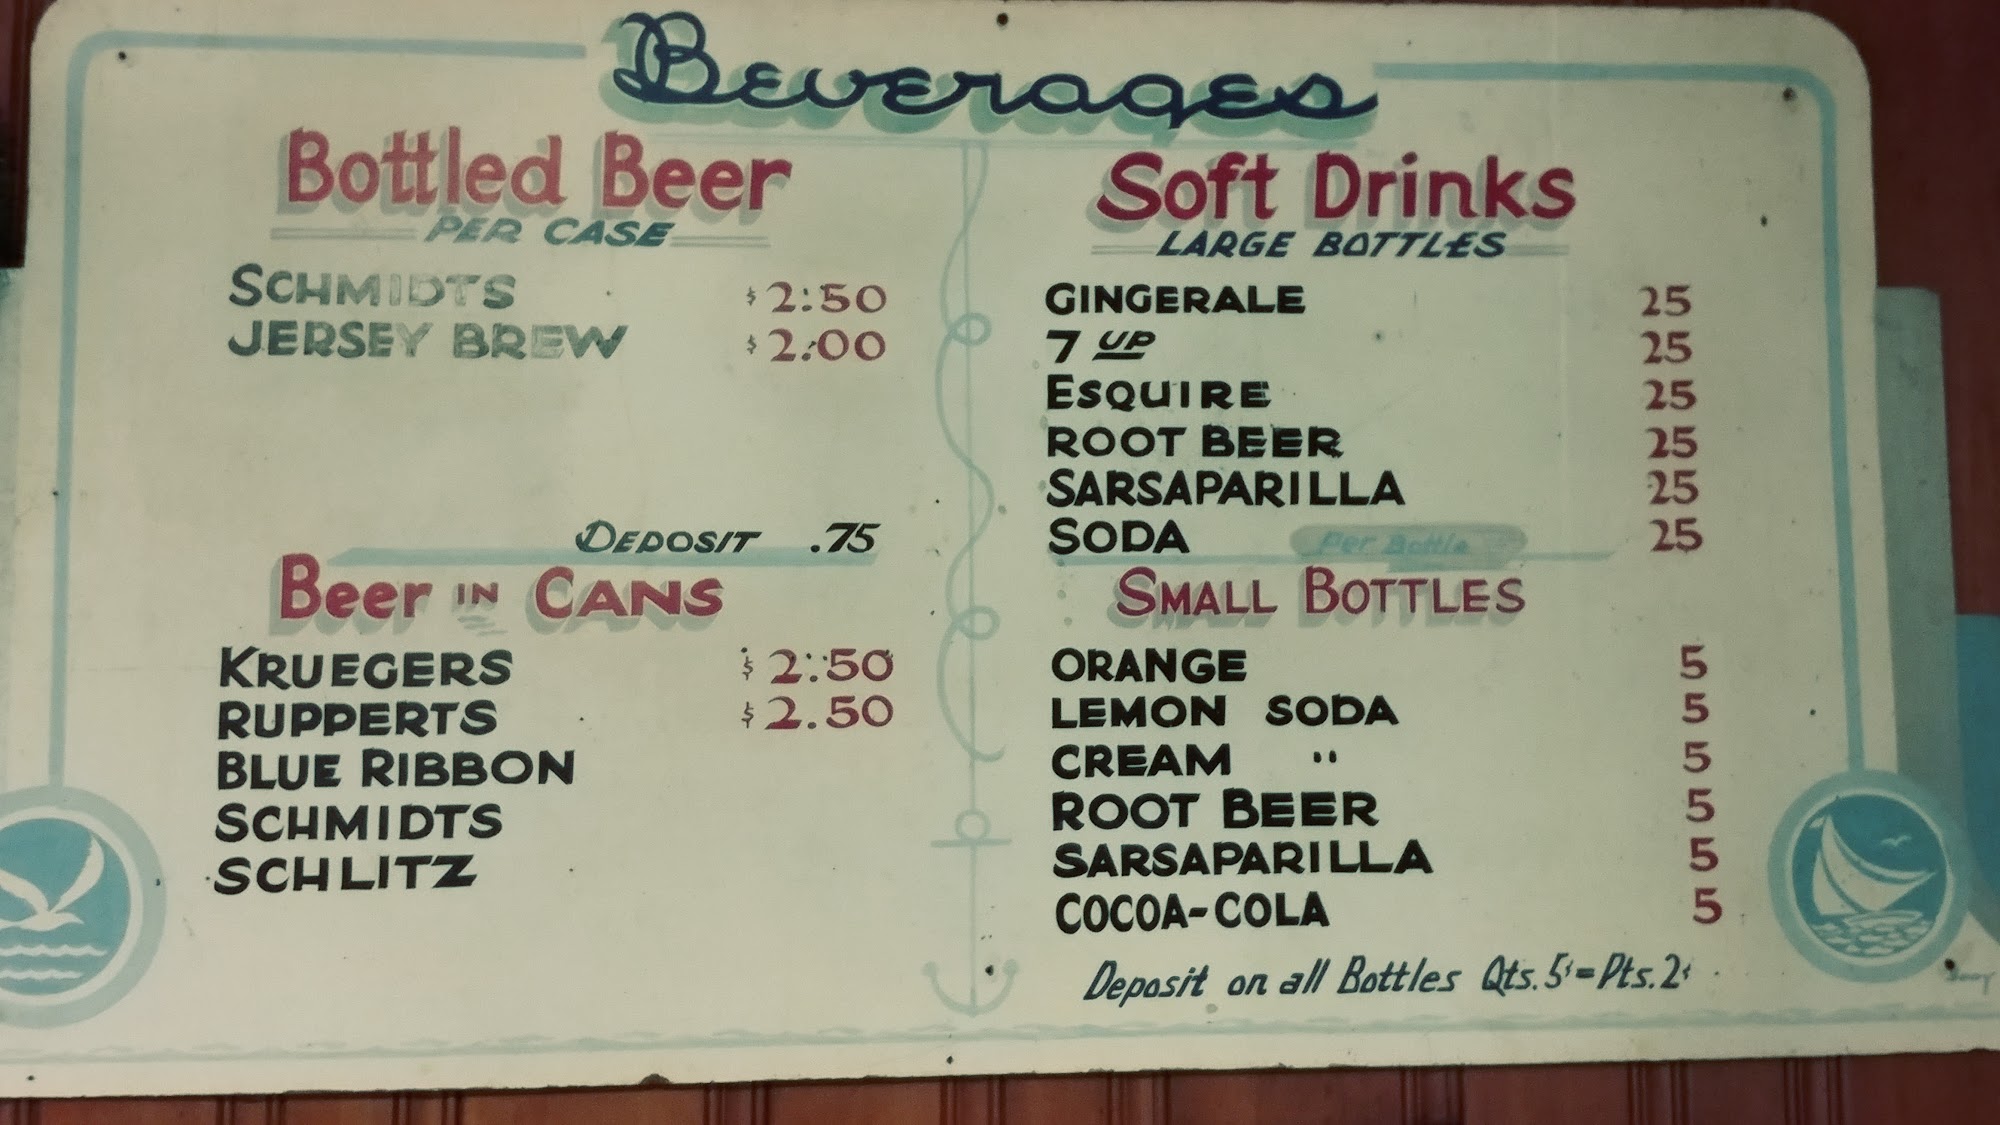 Beverages
Bottled Beer
PER CASE
SCHMIDTS $2:50
JERSEY BREW $2.00
DEPOSIT .75
Beer IN CANS
KRUEGERS $2:50
RUPPERTS $2.50
BLUE RIBBON
SCHMIDTS
SCHLITZ
Soft Drinks
LARGE BOTTLES
GINGERALE 25
7 UP 25
ESQUIRE 25
ROOT BEER 25
SARSAPARILLA 25
SODA 25
Per Bottle
SMALL BOTTLES
ORANGE 5
LEMON SODA 5
CREAM " 5
ROOT BEER 5
SARSAPARILLA 5
COCOA-COLA 5
Deposit on all Bottles Qts. 5¢ = Pts. 2¢